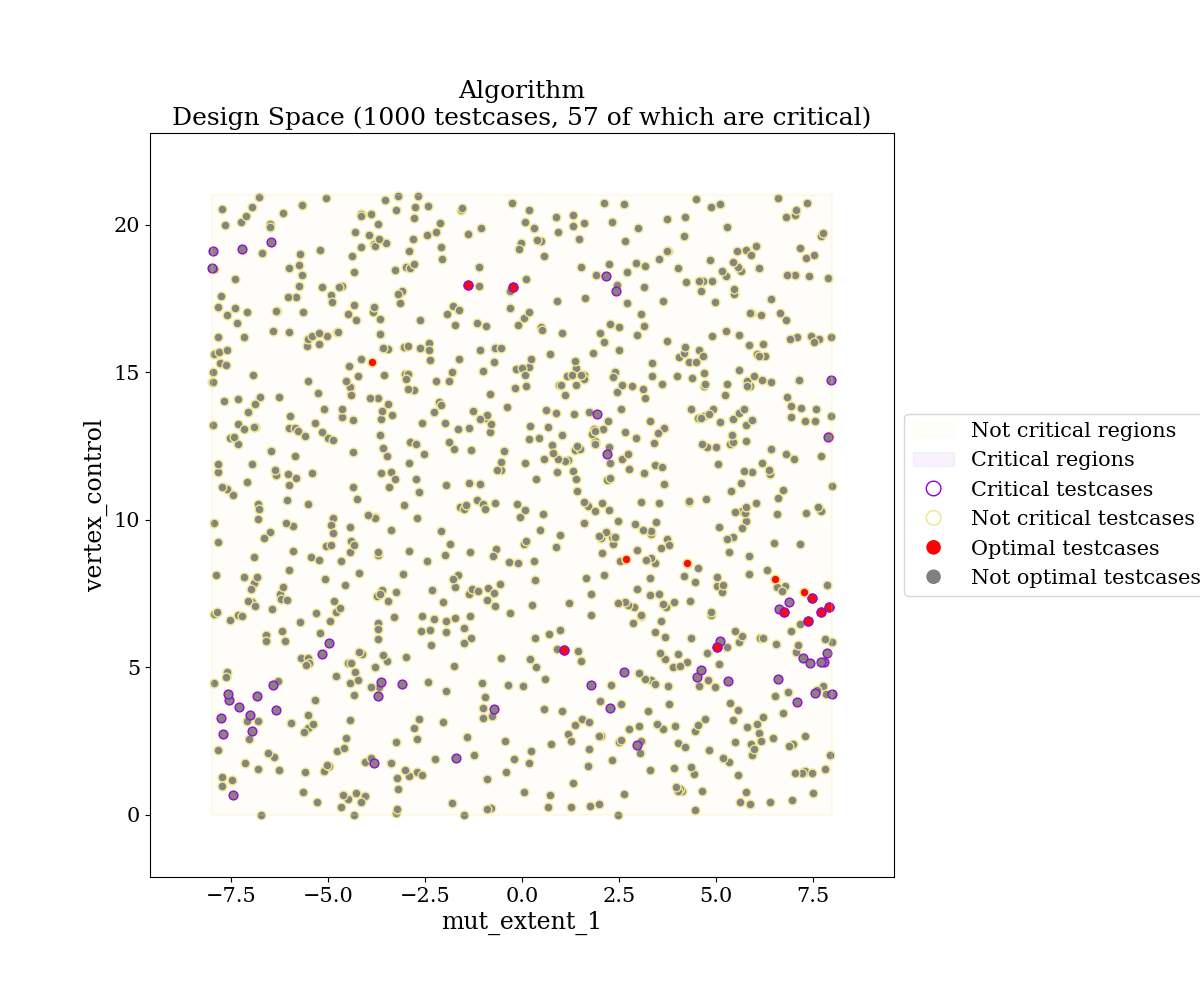 Algorithm
Design Space (1000 testcases, 57 of which are critical)
20
15
10
5
0
vertex_control
−7.5
−5.0
−2.5
0.0
2.5
5.0
7.5
mut_extent_1
Not critical regions
Critical regions
Critical testcases
Not critical testcases
Optimal testcases
Not optimal testcases